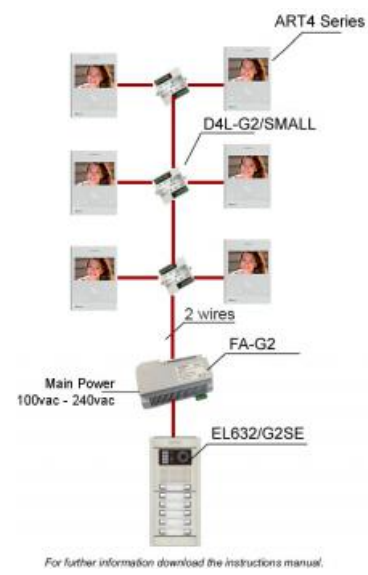 ART4 Series
D4L-G2/SMALL
2 wires
FA-G2
Main Power
100vac - 240vac
EL632/G2SE
For further information download the instructions manual.